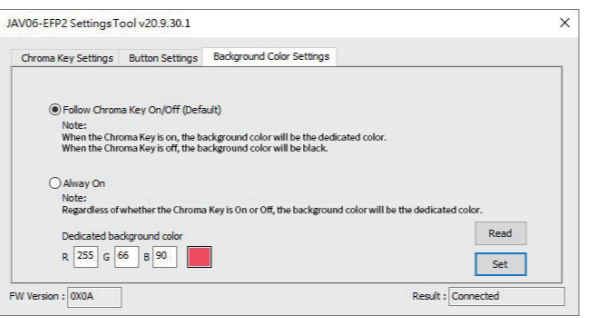 JAV06-EFP2 SettingsTool v20.9.30.1
Chroma Key Settings Button Settings Background Color Settings
Follow Chroma Key On/Off (Default)
Note:
When the Chroma Key is on, the background color will be the dedicated color.
When the Chroma Key is off, the background color will be black.
Alway On
Note:
Regardless of whether the Chroma Key is On or Off, the background color will be the dedicated color.
Dedicated background color
R 255 G 66 B 90
Read
Set
FW Version : 0X0A Result : Connected